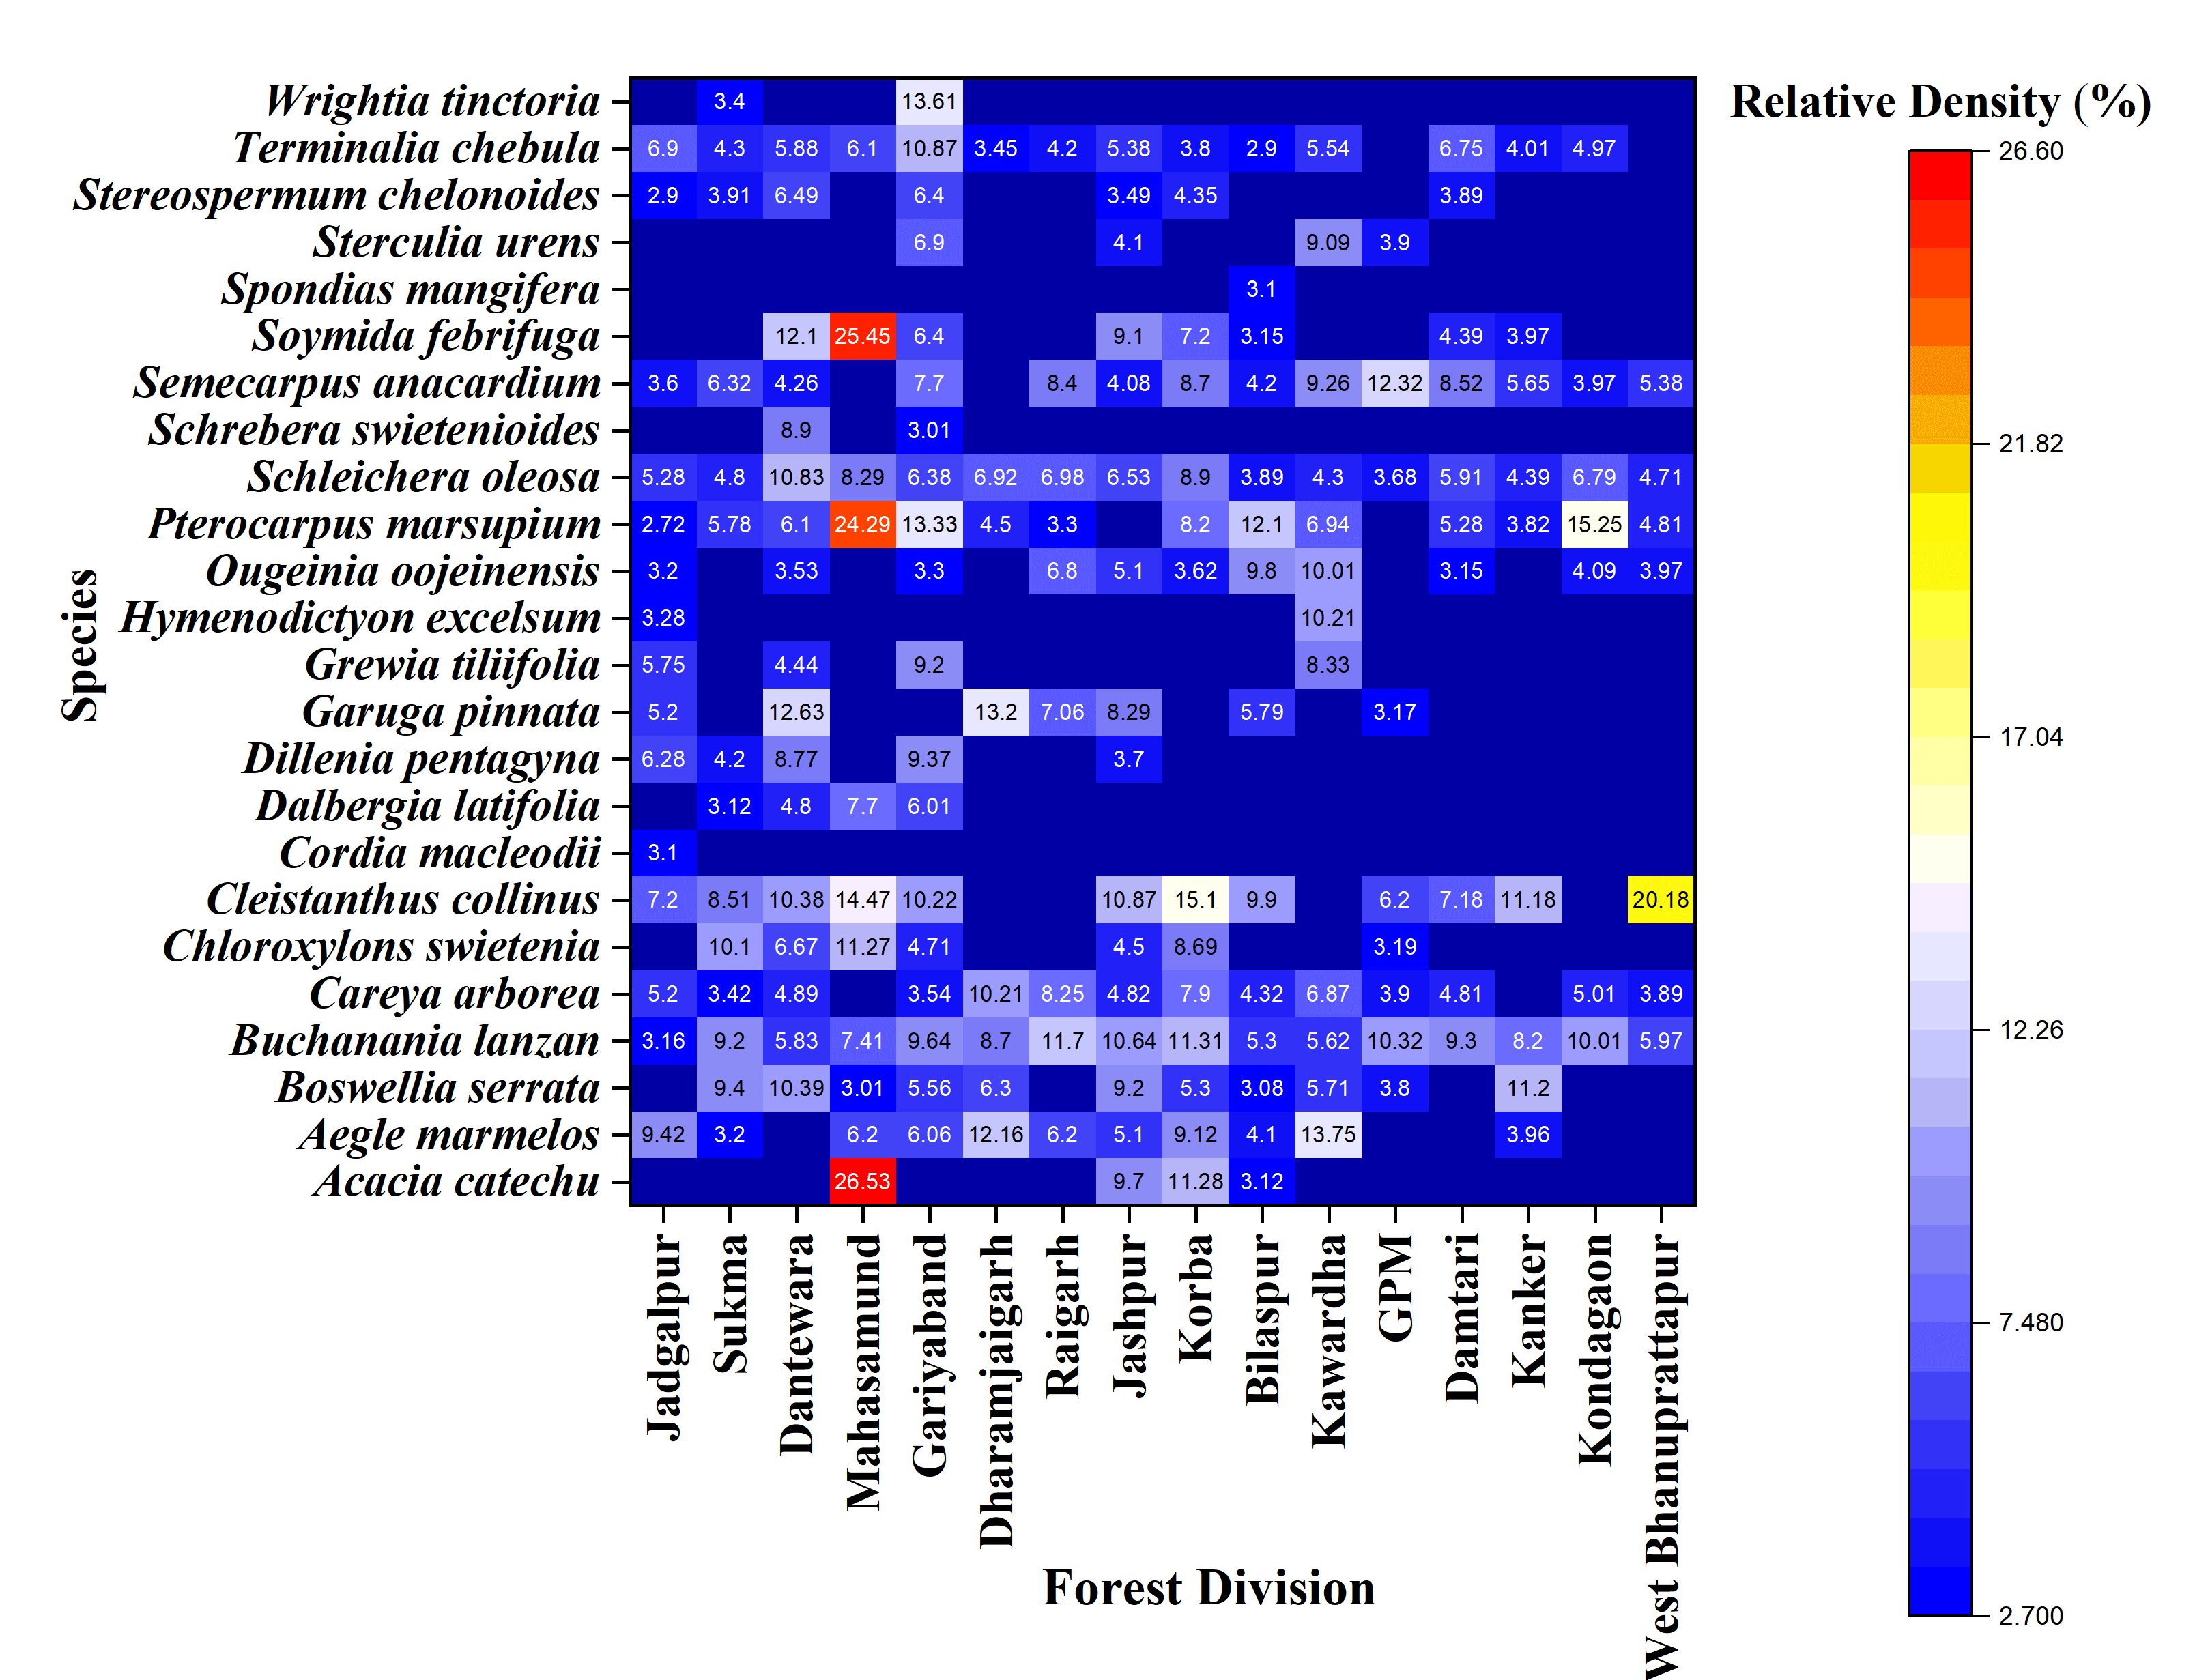 Relative Density (%)
Wrightia tinctoria 3.4 13.61
Terminalia chebula 6.9 4.3 5.88 6.1 10.87 3.45 4.2 5.38 3.8 2.9 5.54 6.75 4.01 4.97
Stereospermum chelonoides 2.9 3.91 6.49 6.4 3.49 4.35 3.89
Sterculia urens 6.9 4.1 9.09 3.9
Spondias mangifera 3.1
Soymida febrifuga 12.1 25.45 6.4 9.1 7.2 3.15 4.39 3.97
Semecarpus anacardium 3.6 6.32 4.26 7.7 8.4 4.08 8.7 4.2 9.26 12.32 8.52 5.65 3.97 5.38
Schrebera swietenioides 8.9 3.01
Schleichera oleosa 5.28 4.8 10.83 8.29 6.38 6.92 6.98 6.53 8.9 3.89 4.3 3.68 5.91 4.39 6.79 4.71
Pterocarpus marsupium 2.72 5.78 6.1 24.29 13.33 4.5 3.3 8.2 12.1 6.94 5.28 3.82 15.25 4.81
Ougeinia oojeinensis 3.2 3.53 3.3 6.8 5.1 3.62 9.8 10.01 3.15 4.09 3.97
Hymenodictyon excelsum 3.28 10.21
Grewia tiliifolia 5.75 4.44 9.2 8.33
Garuga pinnata 5.2 12.63 13.2 7.06 8.29 5.79 3.17
Dillenia pentagyna 6.28 4.2 8.77 9.37 3.7
Dalbergia latifolia 3.12 4.8 7.7 6.01
Cordia macleodii 3.1
Cleistanthus collinus 7.2 8.51 10.38 14.47 10.22 10.87 15.1 9.9 6.2 7.18 11.18 20.18
Chloroxylons swietenia 10.1 6.67 11.27 4.71 4.5 8.69 3.19
Careya arborea 5.2 3.42 4.89 3.54 10.21 8.25 4.82 7.9 4.32 6.87 3.9 4.81 5.01 3.89
Buchanania lanzan 3.16 9.2 5.83 7.41 9.64 8.7 11.7 10.64 11.31 5.3 5.62 10.32 9.3 8.2 10.01 5.97
Boswellia serrata 9.4 10.39 3.01 5.56 6.3 9.2 5.3 3.08 5.71 3.8 11.2
Aegle marmelos 9.42 3.2 6.2 6.06 12.16 6.2 5.1 9.12 4.1 13.75 3.96
Acacia catechu 26.53 9.7 11.28 3.12
Species
Jadgalpur
Sukma
Dantewara
Mahasamund
Gariyaband
Dharamjaigarh
Raigarh
Jashpur
Korba
Bilaspur
Kawardha
GPM
Damtari
Kanker
Kondagaon
West Bhanuprattapur
Forest Division
26.60
21.82
17.04
12.26
7.480
2.700